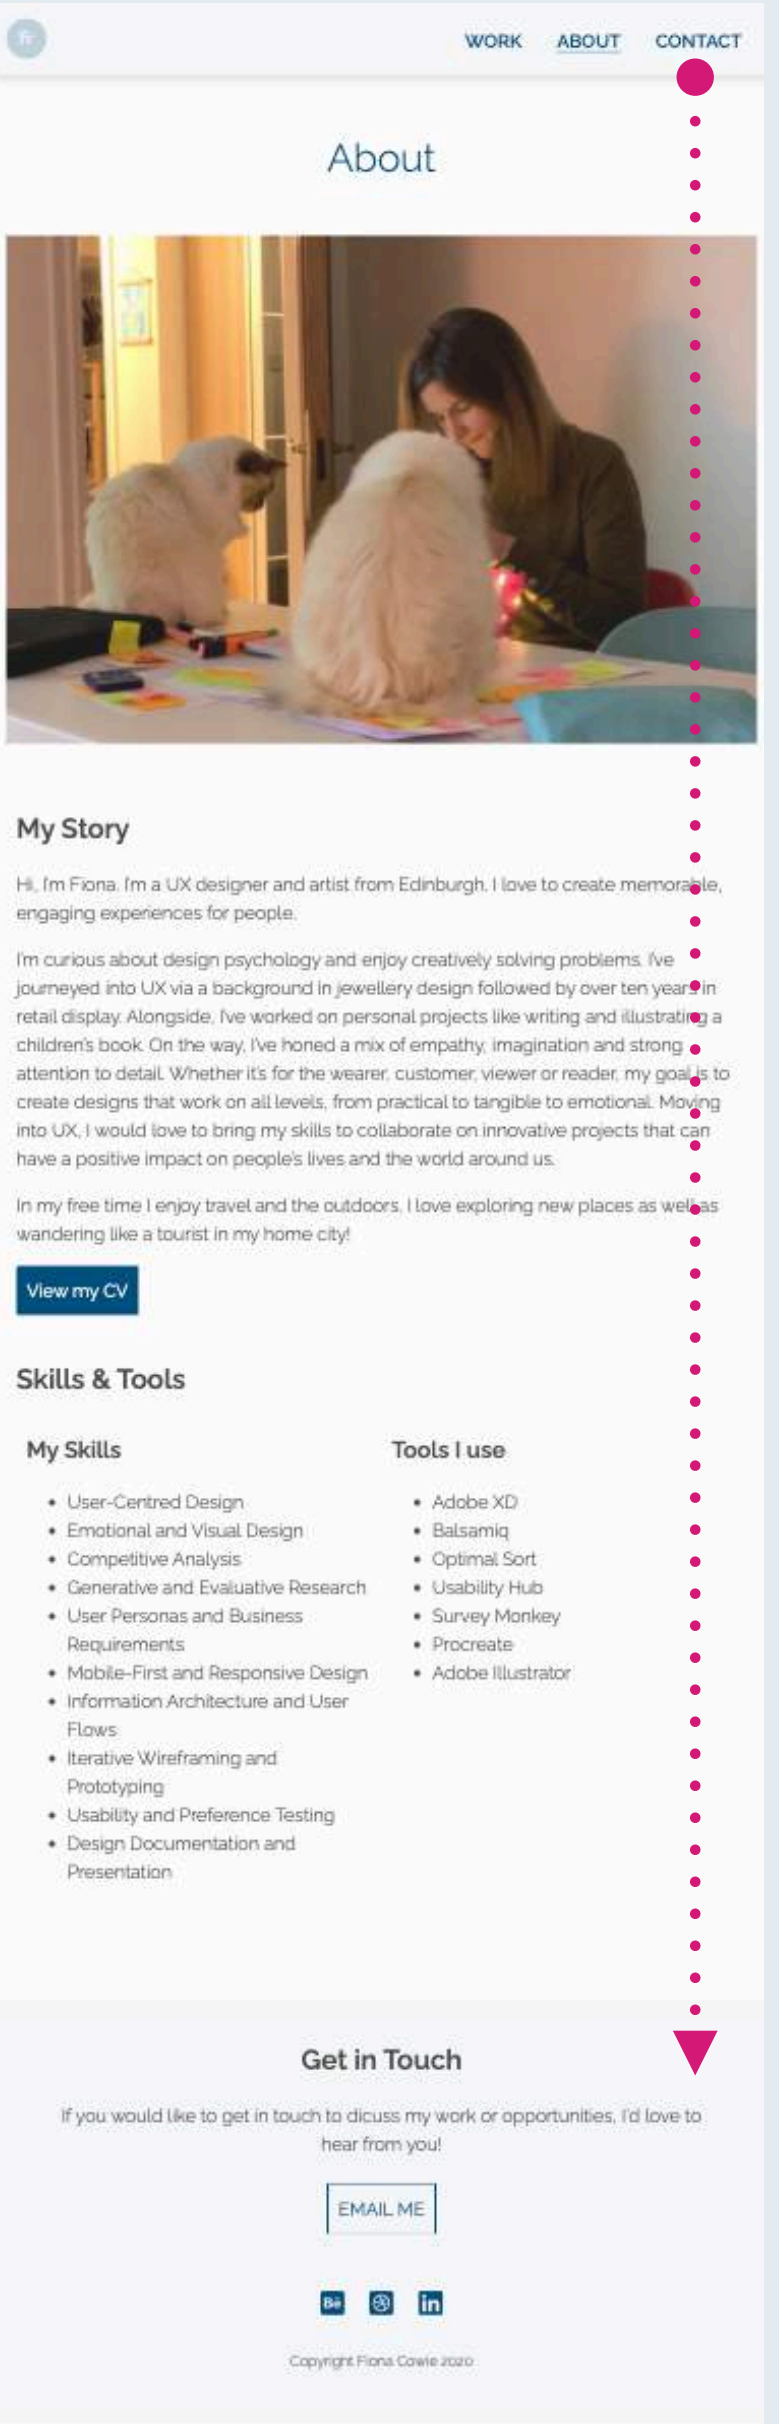 WORK ABOUT CONTACT
About
My Story
Hi, I'm Fiona. I'm a UX designer and artist from Edinburgh. I love to create memorable,
engaging experiences for people.
I'm curious about design psychology and enjoy creatively solving problems. I've
journeyed into UX via a background in jewellery design followed by over ten years in
retail display. Alongside, I've worked on personal projects like writing and illustrating a
children's book. On the way, I've honed a mix of empathy, imagination and strong
attention to detail. Whether it's for the wearer, customer, viewer or reader, my goal is to
create designs that work on all levels, from practical to tangible to emotional. Moving
into UX, I would love to bring my skills to collaborate on innovative projects that can
have a positive impact on people's lives and the world around us.
In my free time I enjoy travel and the outdoors. I love exploring new places as well as
wandering like a tourist in my home city!
View my CV
Skills & Tools
My Skills
• User-Centred Design
• Emotional and Visual Design
• Competitive Analysis
• Generative and Evaluative Research
• User Personas and Business
Requirements
• Mobile-First and Responsive Design
• Information Architecture and User
Flows
• Iterative Wireframing and
Prototyping
• Usability and Preference Testing
• Design Documentation and
Presentation
Tools I use
• Adobe XD
• Balsamiq
• Optimal Sort
• Usability Hub
• Survey Monkey
• Procreate
• Adobe Illustrator
Get in Touch
If you would like to get in touch to dicuss my work or opportunities, I'd love to
hear from you!
EMAIL ME
Bē in
Copyright Fiona Cowie 2020